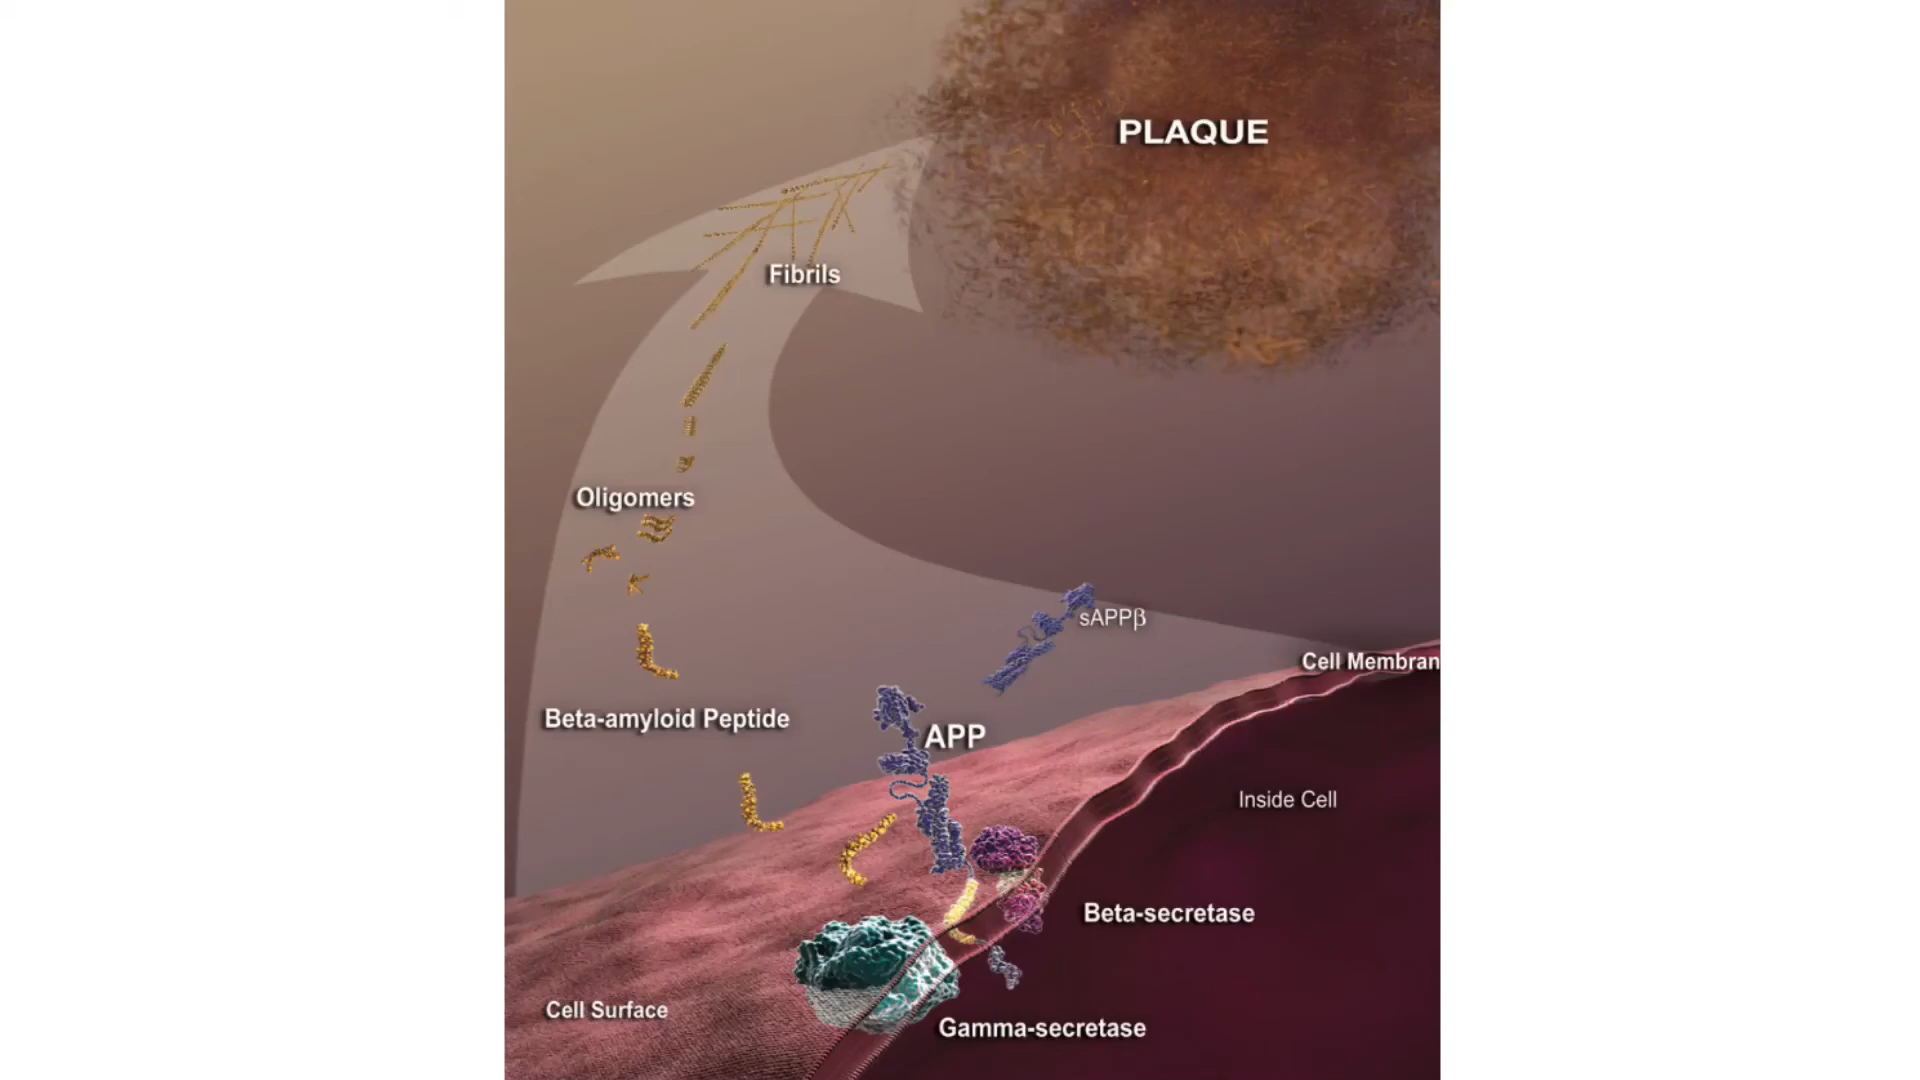 PLAQUE
Fibrils
Oligomers
sAPPβ
Cell Membran
Beta-amyloid Peptide
APP
Inside Cell
Beta-secretase
Cell Surface
Gamma-secretase